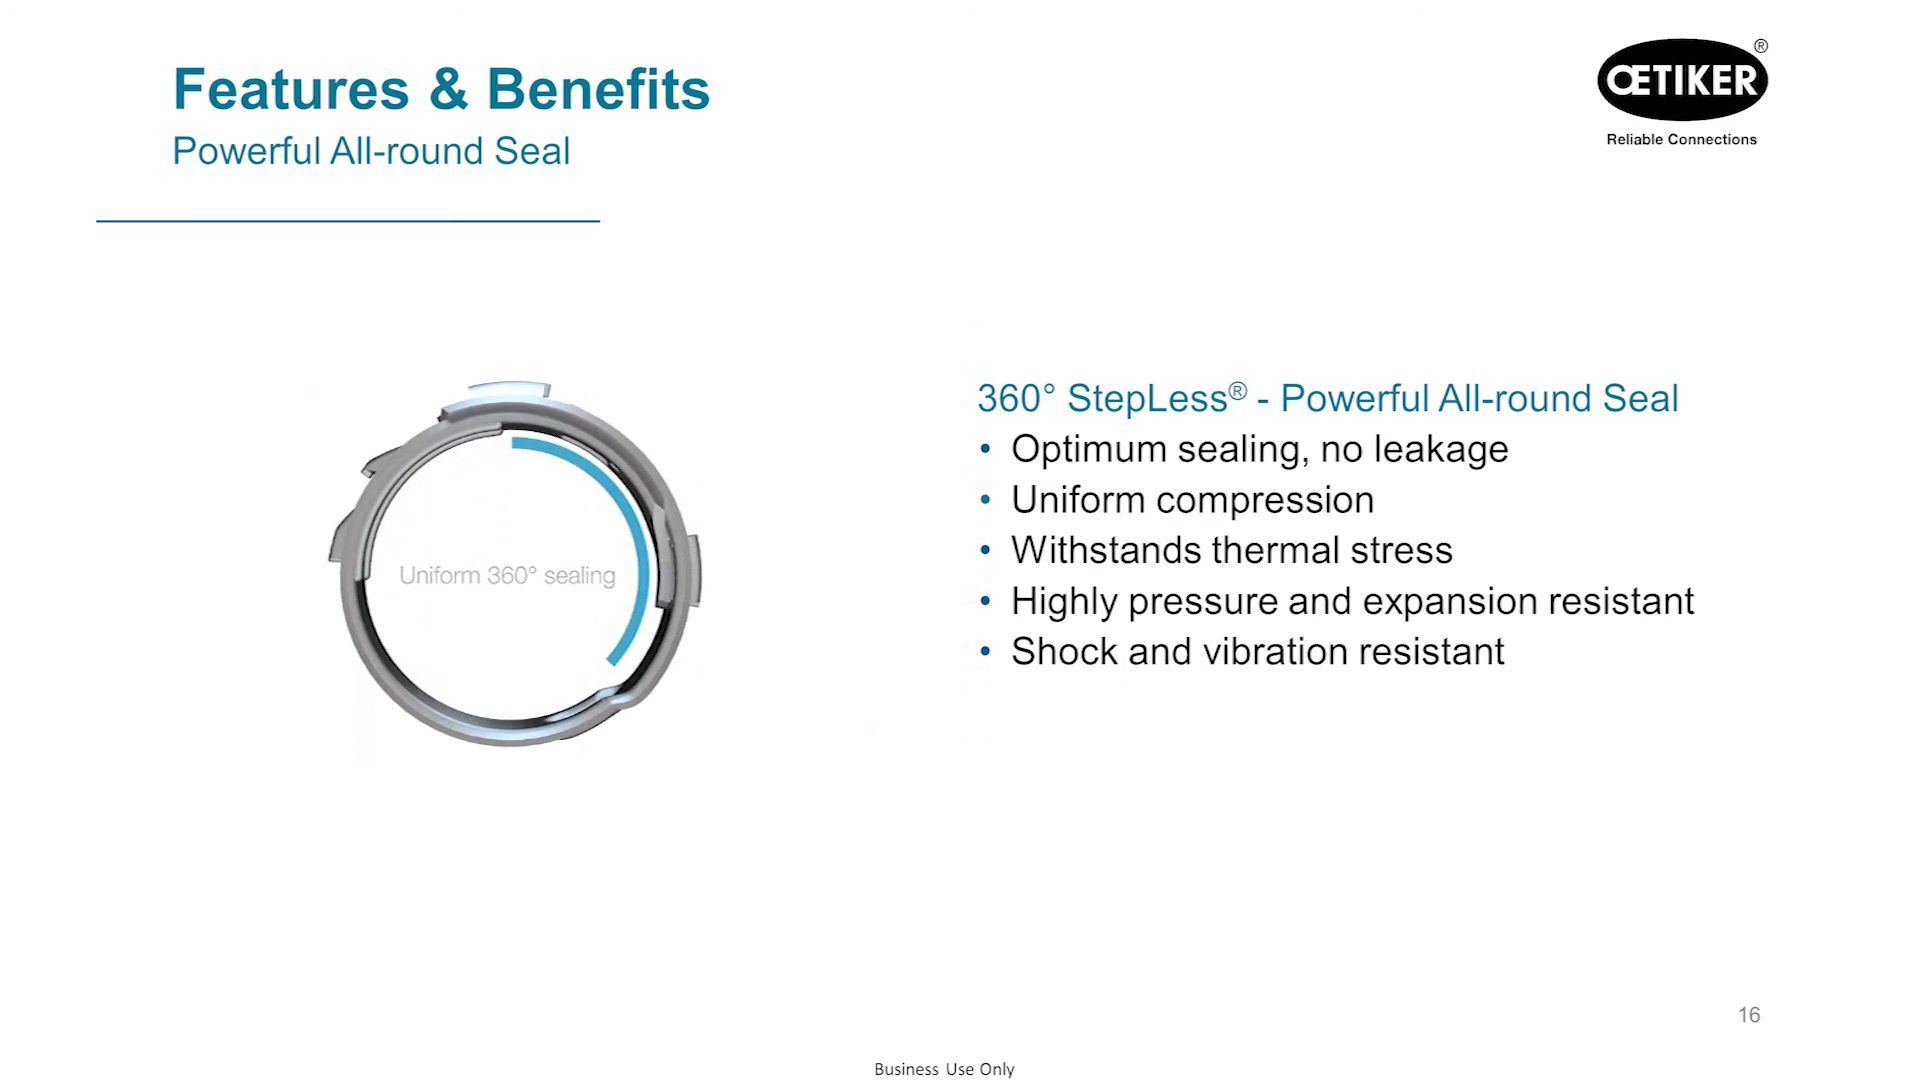 Features & Benefits
Powerful All-round Seal
ŒTIKER®
Reliable Connections
Uniform 360° sealing
360° StepLess® - Powerful All-round Seal
• Optimum sealing, no leakage
• Uniform compression
• Withstands thermal stress
• Highly pressure and expansion resistant
• Shock and vibration resistant
16
Business Use Only